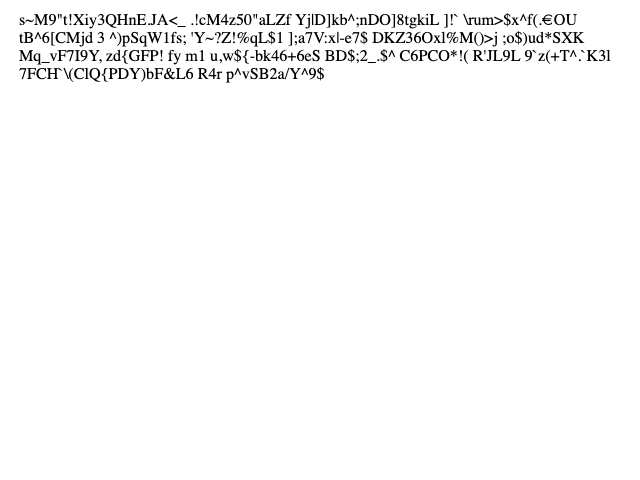 s~M9"t!Xiy3QHnE.JA<_ .!cM4z50"aLZf Yj|D]kb^;nDO]8tgkiL ]!` \rum>$x^f(.€OU
tB^6[CMjd 3 ^)pSqW1fs; 'Y~?Z!%qL$1 ];a7V:x|-e7$ DKZ36Oxl%M()>j ;o$)ud*SXK
Mq_vF7I9Y, zd{GFP! fy m1 u,w${-bk46+6eS BD$;2_.$^ C6PCO*!( R'JL9L 9`z(+T^.`K3l
7FCH`\(ClQ{PDY)bF&L6 R4r p^vSB2a/Y^9$